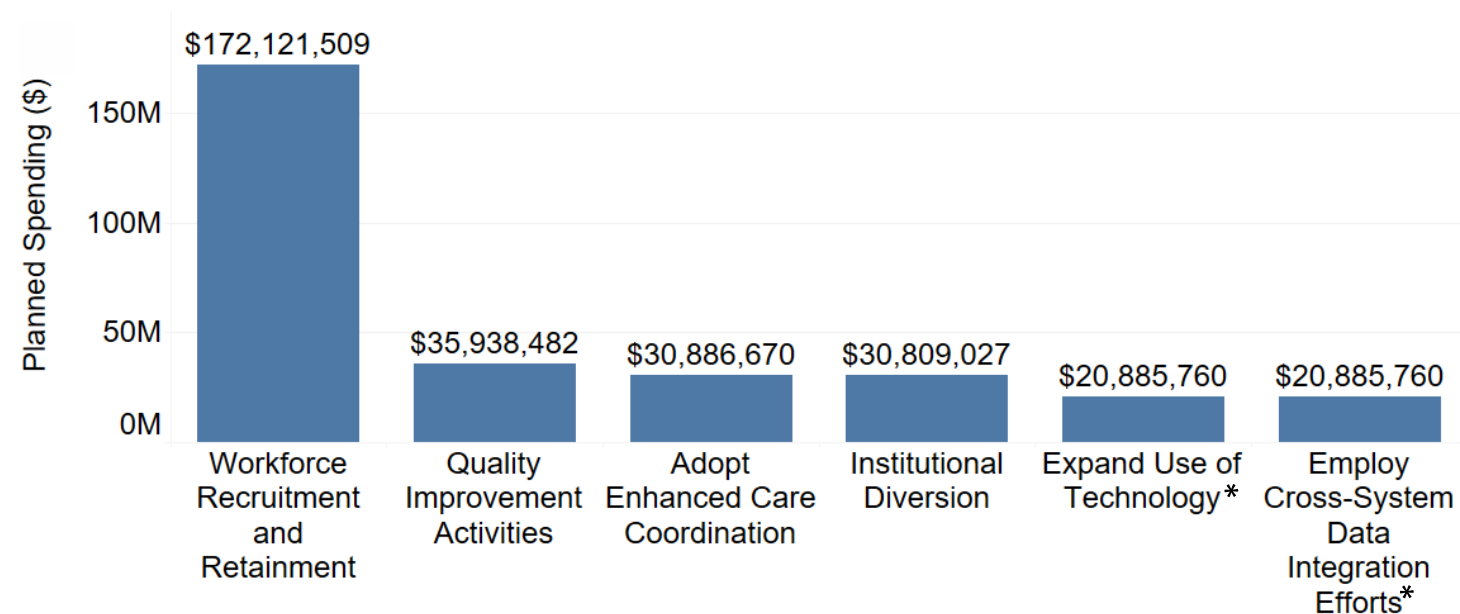 $172,121,509
Planned Spending ($)
150M
100M
50M
0M
$35,938,482
$30,886,670
$30,809,027
$20,885,760
$20,885,760
Workforce
Recruitment
and
Retainment
Quality
Improvement
Activities
Adopt
Enhanced Care
Coordination
Institutional
Diversion
Expand Use of
Technology*
Employ
Cross-System
Data
Integration
Efforts*